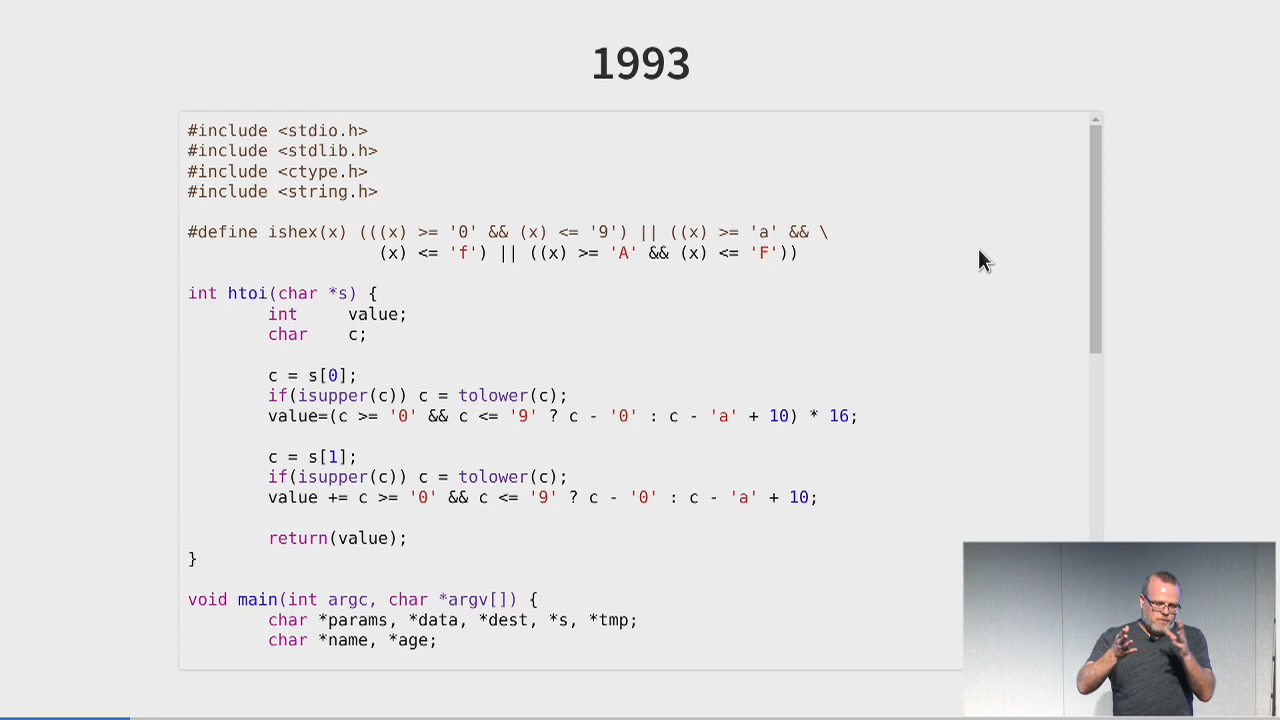 1993
#include <stdio.h>
#include <stdlib.h>
#include <ctype.h>
#include <string.h>
#define ishex(x) (((x) >= '0' && (x) <= '9') || ((x) >= 'a' && \
(x) <= 'f') || ((x) >= 'A' && (x) <= 'F'))
int htoi(char *s) {
int     value;
char    c;
c = s[0];
if(isupper(c)) c = tolower(c);
value=(c >= '0' && c <= '9' ? c - '0' : c - 'a' + 10) * 16;
c = s[1];
if(isupper(c)) c = tolower(c);
value += c >= '0' && c <= '9' ? c - '0' : c - 'a' + 10;
return(value);
}
void main(int argc, char *argv[]) {
char *params, *data, *dest, *s, *tmp;
char *name, *age;